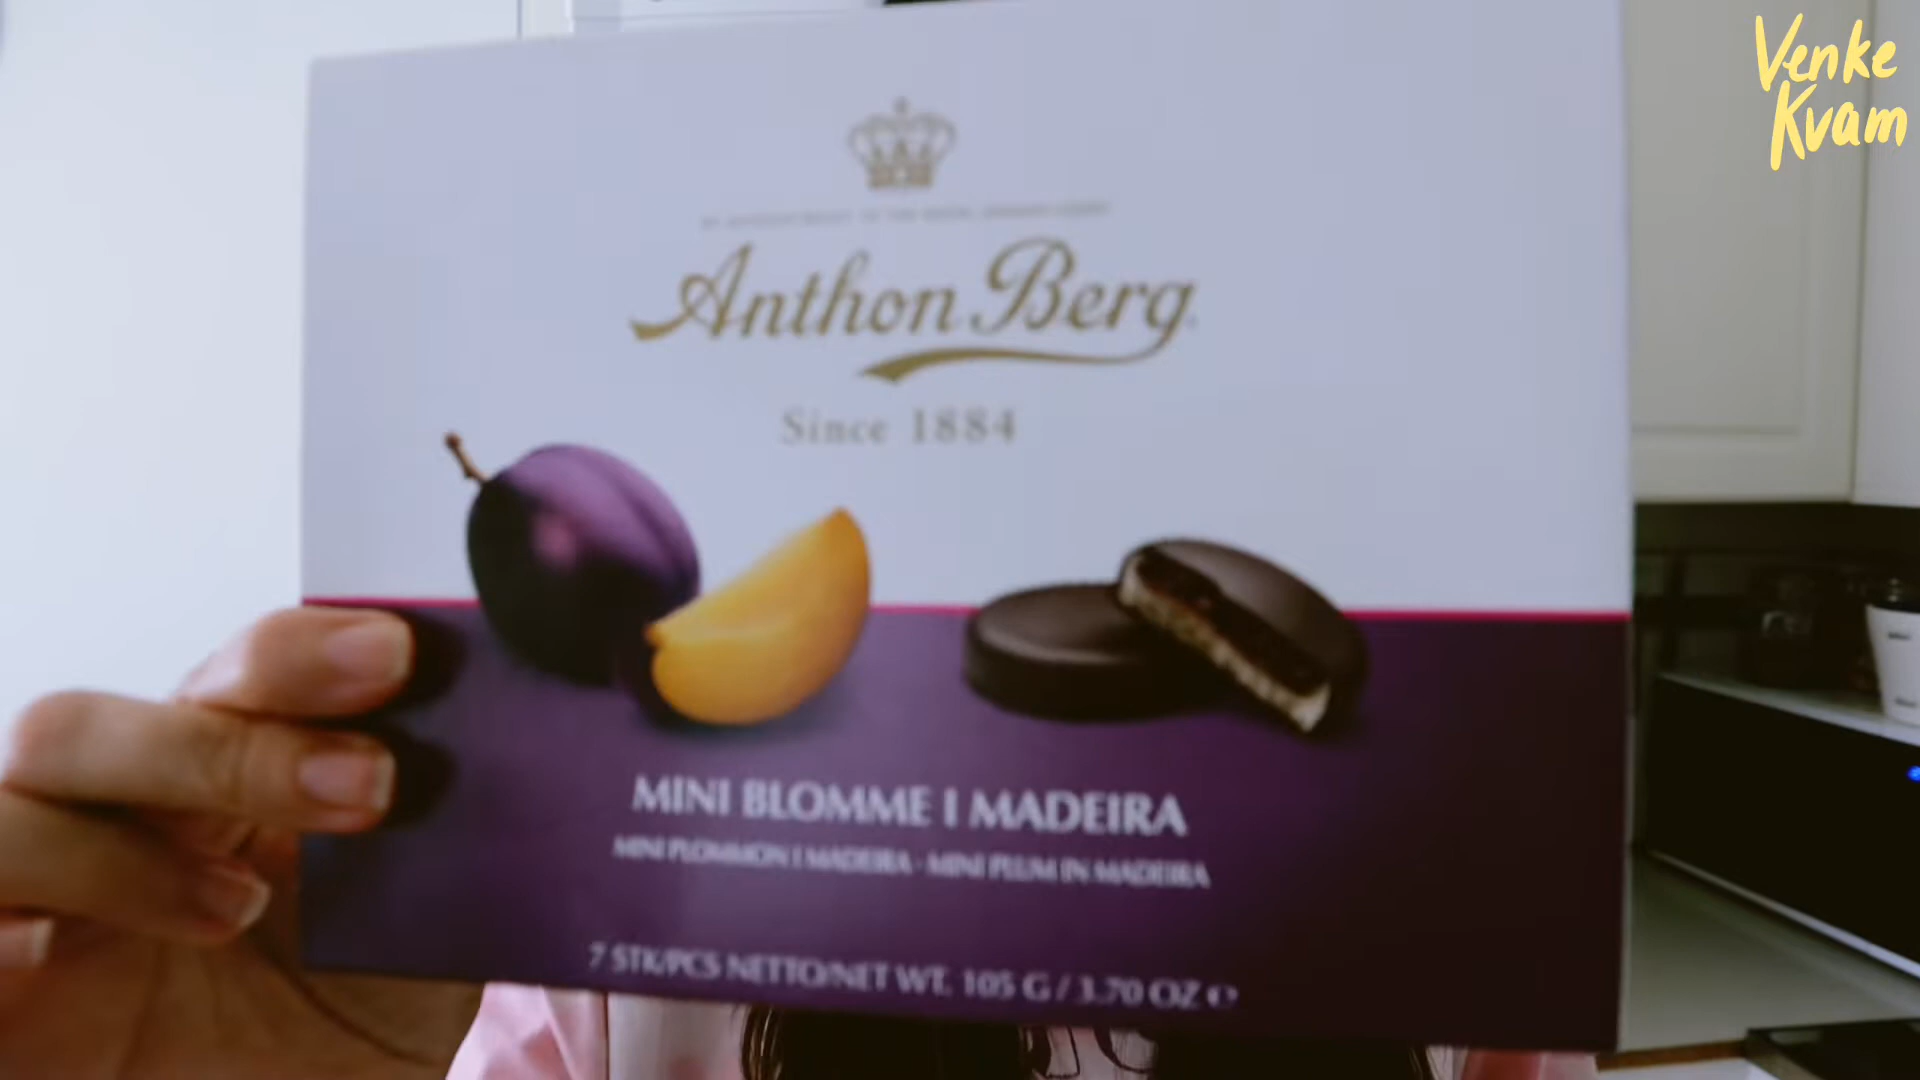 Venke
Kvam
Anthon Berg
Since 1884
MINI BLOMME I MADEIRA
MINI PLOMMON I MADEIRA · MINI PLUM IN MADEIRA
7 STK/PCS NETTO/NET WT. 105 G / 3.70 OZ ℮